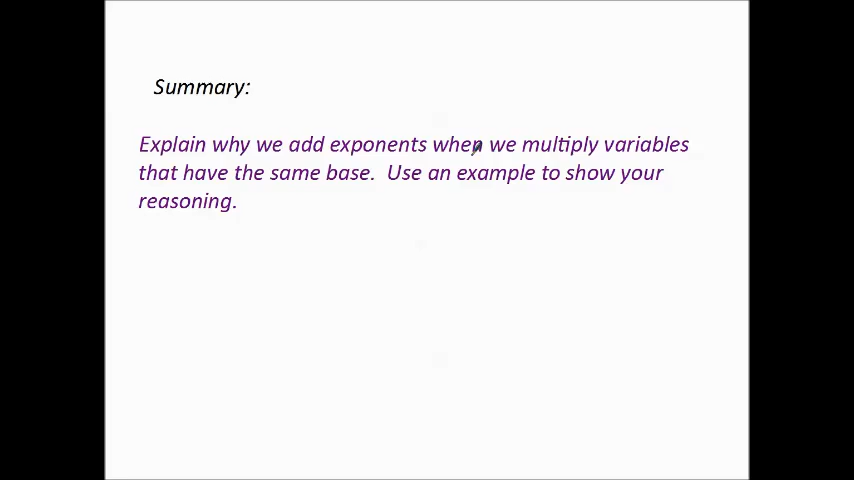 Summary:
Explain why we add exponents when we multiply variables
that have the same base.  Use an example to show your
reasoning.